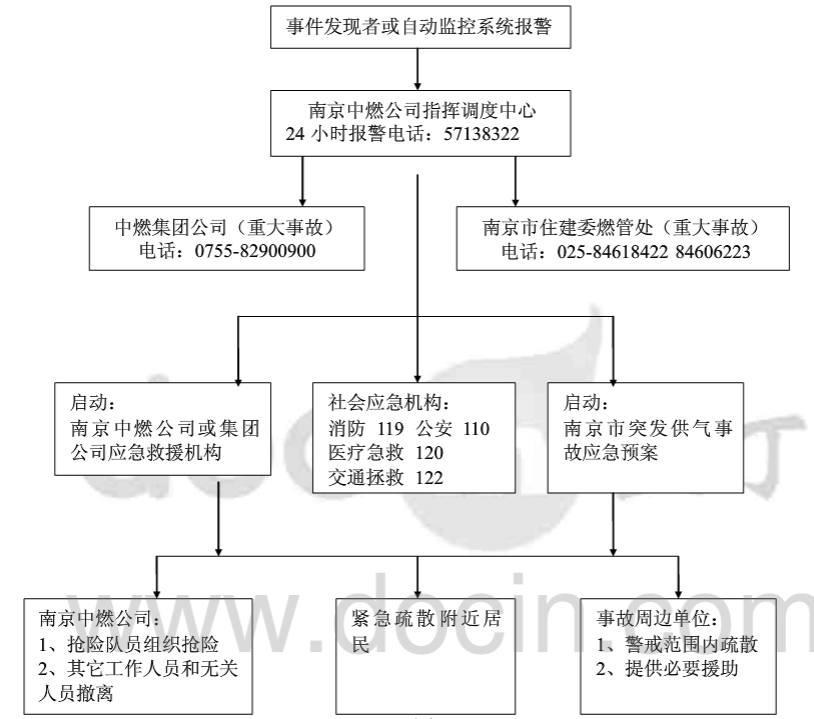 事件发现者或自动监控系统报警
南京中燃公司指挥调度中心
24 小时报警电话：57138322
中燃集团公司（重大事故）
电话：0755-82900900
南京市住建委燃管处（重大事故）
电话：025-84618422 84606223
启动：
南京中燃公司或集团
公司应急救援机构
社会应急机构：
消防 119 公安 110
医疗急救 120
交通拯救 122
启动：
南京市突发供气事
故应急预案
南京中燃公司：
1、抢险队员组织抢险
2、其它工作人员和无关
人员撤离
紧急疏散附近居
民
事故周边单位：
1、警戒范围内疏散
2、提供必要援助
www.docin.com